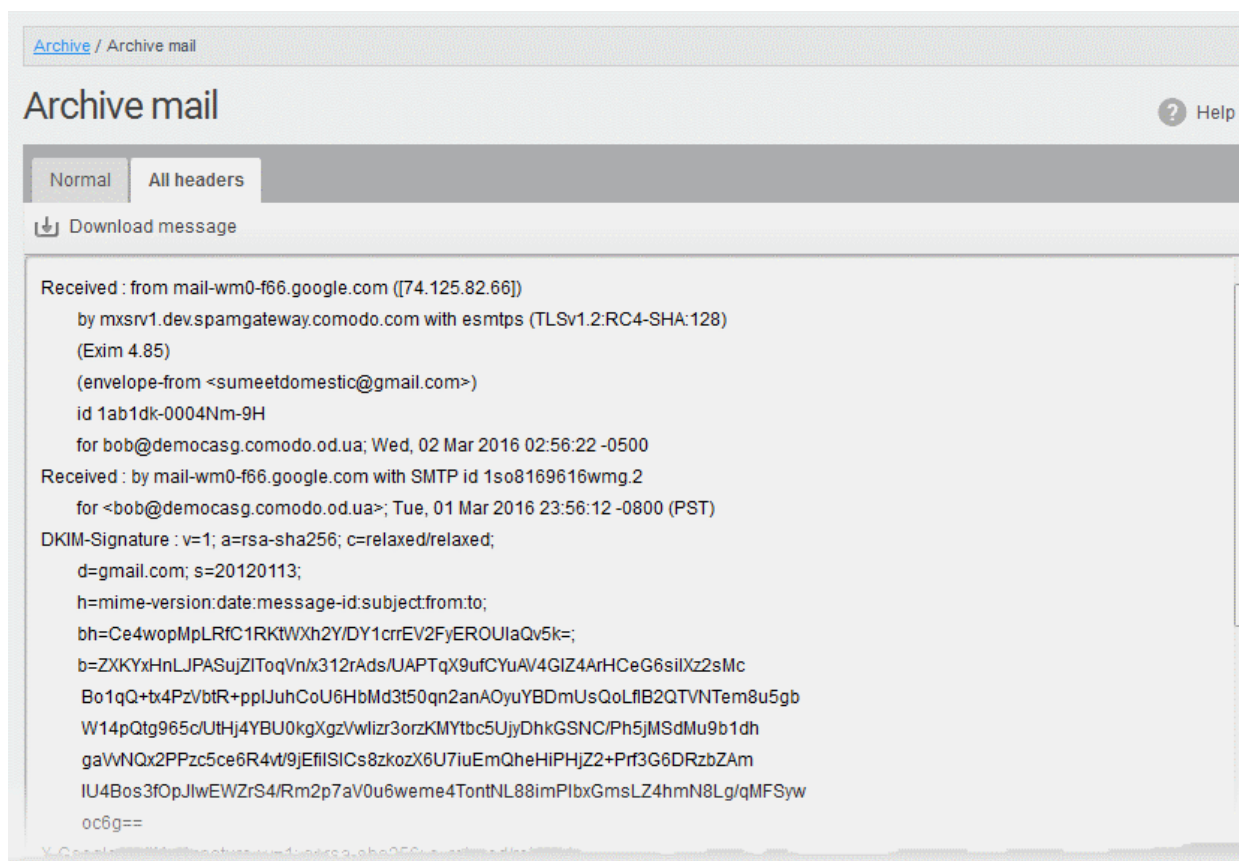 Archive / Archive mail
Archive mail
Help
Normal
All headers
Download message
Received : from mail-wm0-f66.google.com ([74.125.82.66])
by mxsrv1.dev.spamgateway.comodo.com with esmtps (TLSv1.2:RC4-SHA:128)
(Exim 4.85)
(envelope-from <sumeetdomestic@gmail.com>)
id 1ab1dk-0004Nm-9H
for bob@democasg.comodo.od.ua; Wed, 02 Mar 2016 02:56:22 -0500
Received : by mail-wm0-f66.google.com with SMTP id 1so8169616wmg.2
for <bob@democasg.comodo.od.ua>; Tue, 01 Mar 2016 23:56:12 -0800 (PST)
DKIM-Signature : v=1; a=rsa-sha256; c=relaxed/relaxed;
d=gmail.com; s=20120113;
h=mime-version:date:message-id:subject:from:to;
bh=Ce4wopMpLRfC1RKtWXh2Y/DY1crrEV2FyEROUIaQv5k=;
b=ZXKYxHnLJPASujZlToqVn/x312rAds/UAPTqX9ufCYuAV4GIZ4ArHCeG6siIXz2sMc
Bo1qQ+tx4PzVbtR+ppIJuhCoU6HbMd3t50qn2anAOyuYBDmUsQoLflB2QTVNTem8u5gb
W14pQtg965c/UtHj4YBU0kgXgzVwlizr3orzKMYtbc5UjyDhkGSNC/Ph5jMSdMu9b1dh
gaVvNQx2PPzc5ce6R4vt/9jEfilSICs8zkozX6U7iuEmQheHiPHjZ2+Prf3G6DRzbZAm
IU4Bos3fOpJlwEWZrS4/Rm2p7aV0u6weme4TontNL88imPlbxGmsLZ4hmN8Lg/qMFSyw
oc6g==